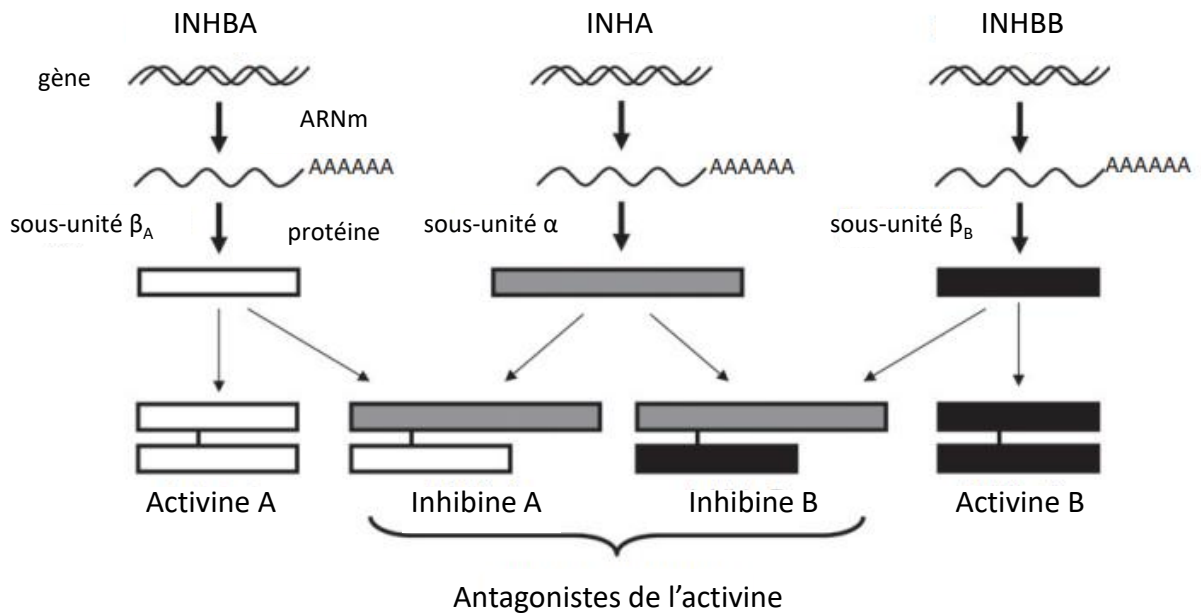 INHBA INHA INHBB
gène
ARNm
AAAAAA AAAAAA AAAAAA
sous-unité βA protéine sous-unité α sous-unité βB
Activine A Inhibine A Inhibine B Activine B
Antagonistes de l’activine